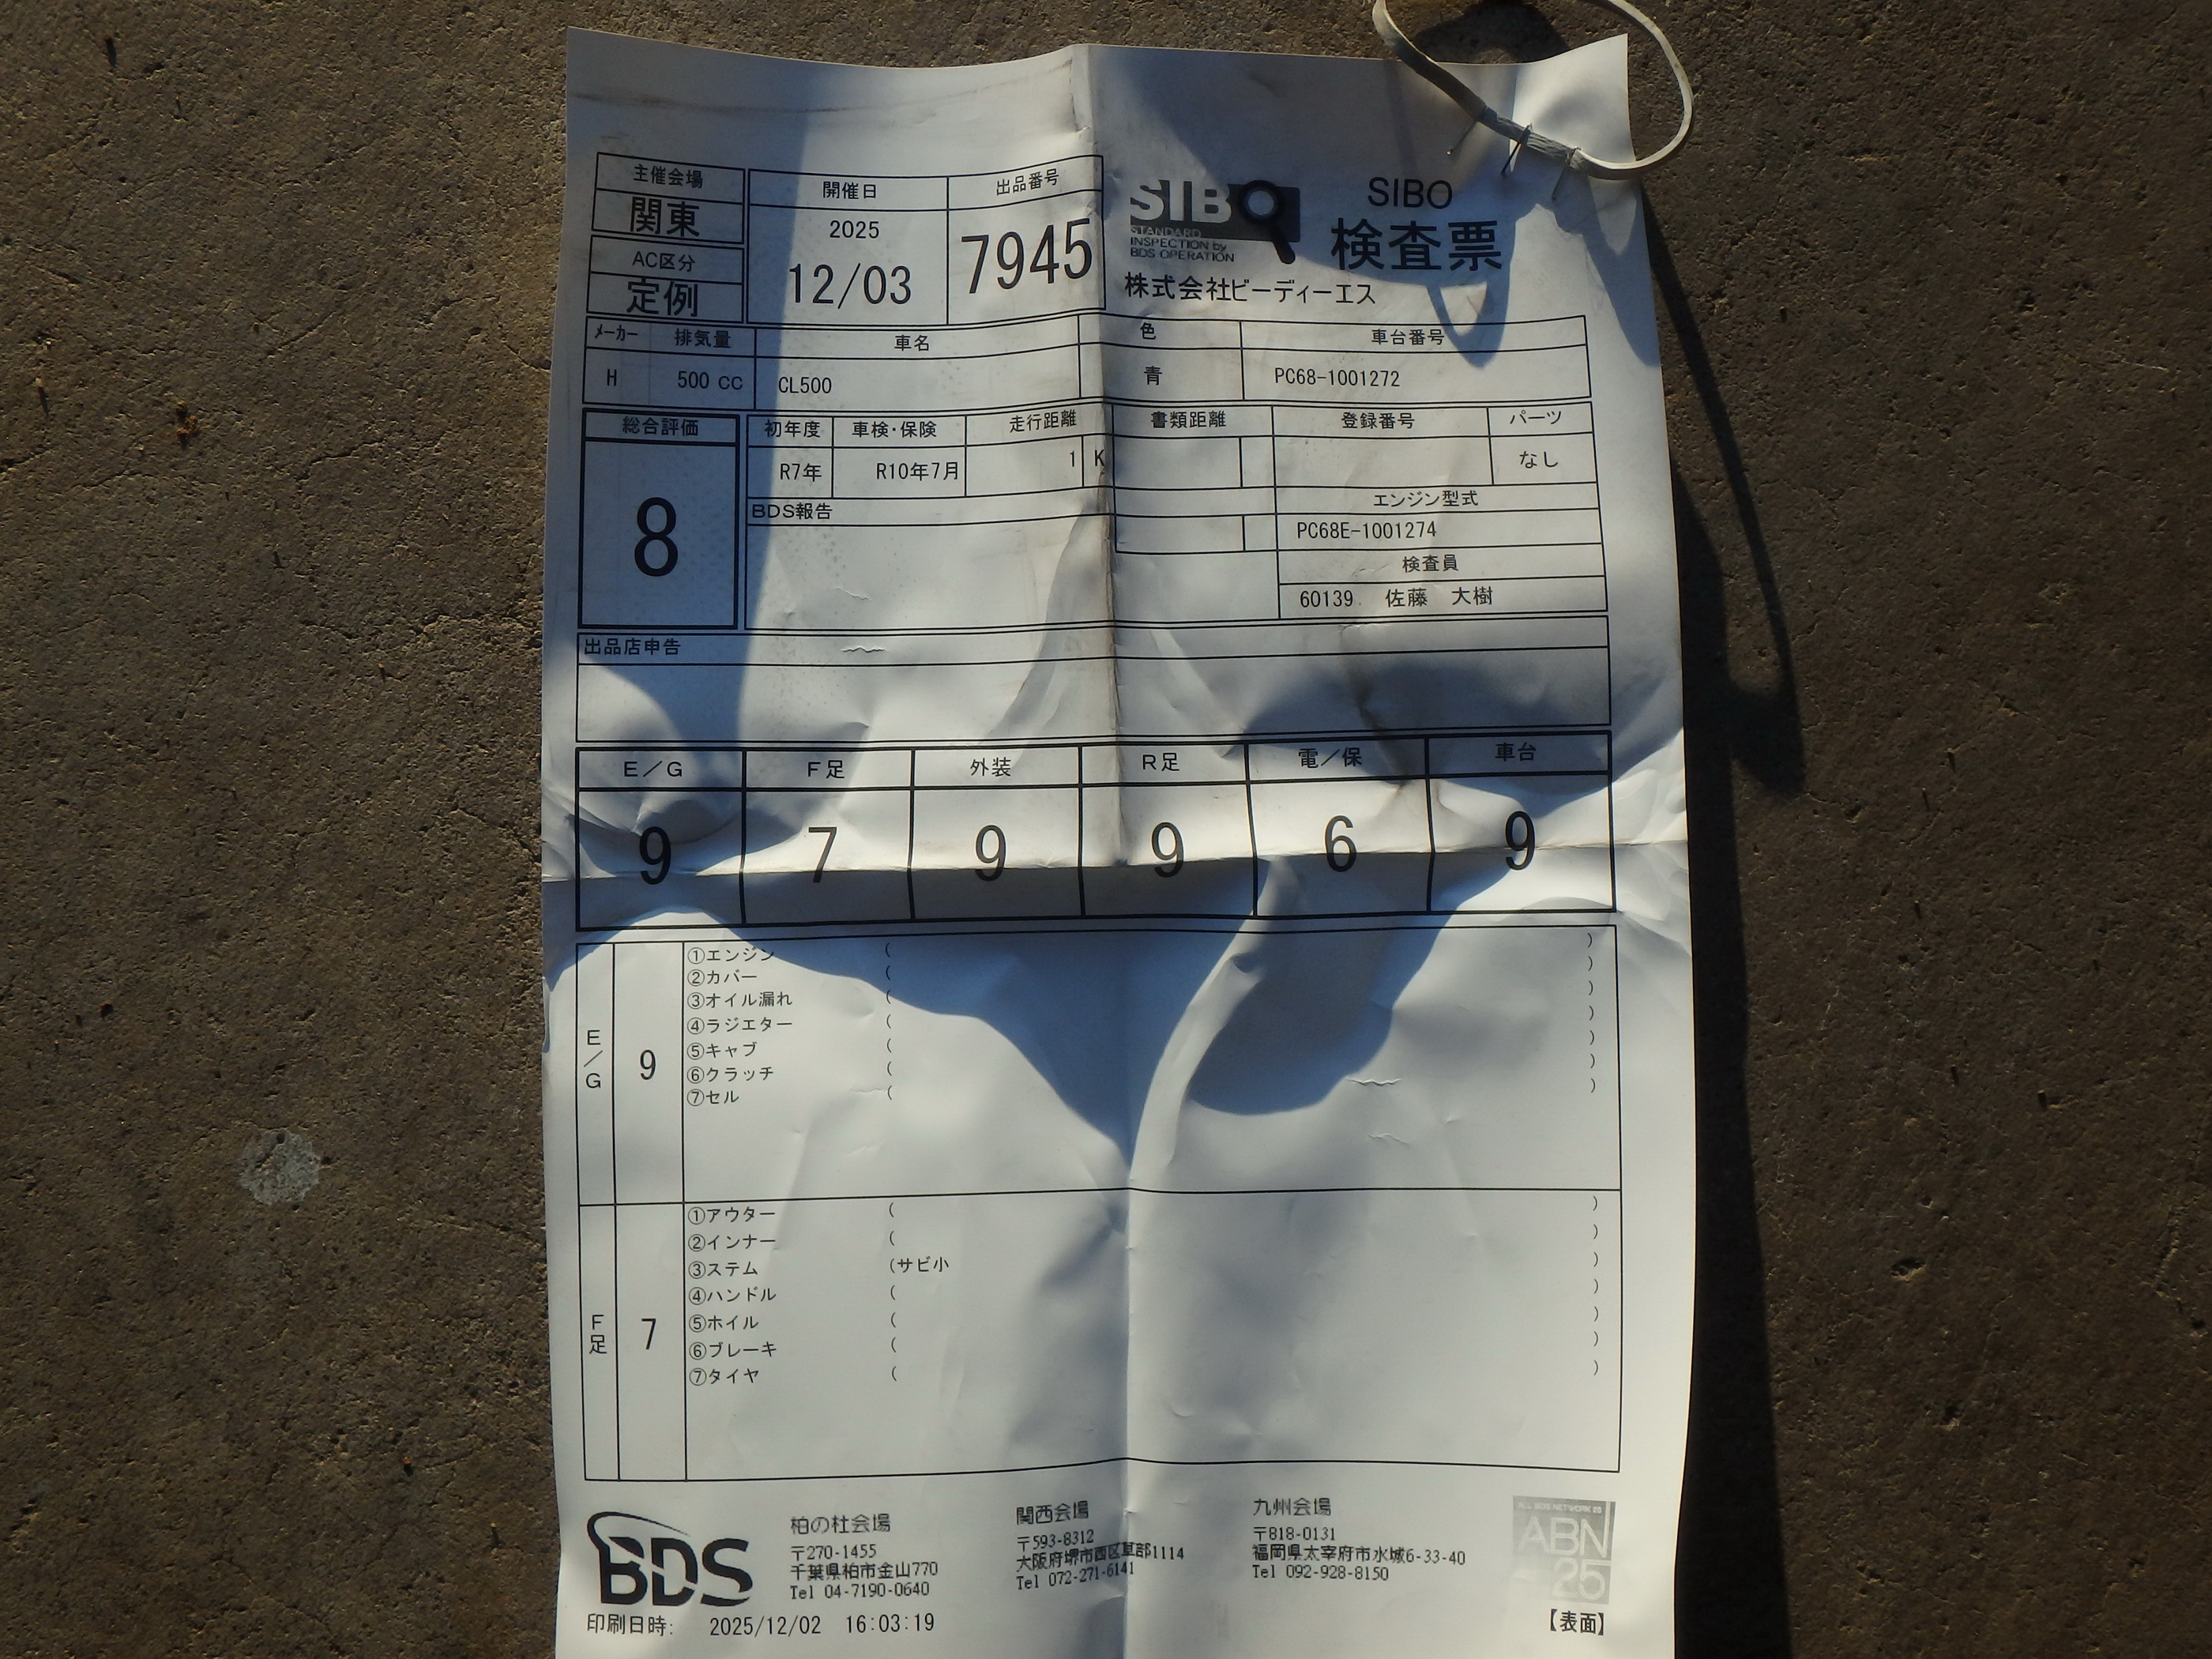 主催会場
関東
AC区分
定例
開催日
2025
12/03
出品番号
7945
SIBO
STANDARD
INSPECTION by
BDS OPERATION
SIBO
検査票
株式会社ビーディーエス
メーカー 排気量 車名 色 車台番号
H 500 cc CL500 青 PC68-1001272
総合評価
8
初年度 車検・保険 走行距離 書類距離 登録番号 パーツ
R7年 R10年7月 1 K なし
BDS報告
エンジン型式
PC68E-1001274
検査員
60139 佐藤 大樹
出品店申告
E/G F足 外装 R足 電/保 車台
9 7 9 9 6 9
E/G
9
①エンジン ( )
②カバー ( )
③オイル漏れ ( )
④ラジエター ( )
⑤キャブ ( )
⑥クラッチ ( )
⑦セル ( )
F足
7
①アウター ( )
②インナー ( )
③ステム (サビ小 )
④ハンドル ( )
⑤ホイル ( )
⑥ブレーキ ( )
⑦タイヤ ( )
BDS
柏の杜会場
〒270-1455
千葉県柏市金山770
Tel 04-7190-0640
関西会場
〒593-8312
大阪府堺市西区草部1114
Tel 072-271-6141
九州会場
〒818-0131
福岡県太宰府市水城6-33-40
Tel 092-928-8150
ALL BDS NETWORK 25
ABN
25
印刷日時: 2025/12/02 16:03:19
【表面】